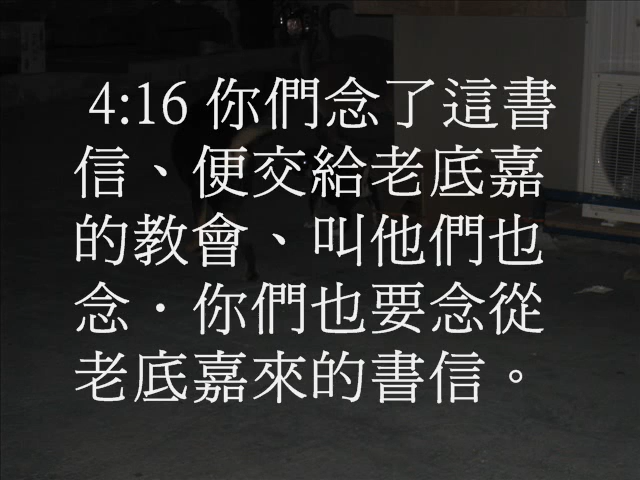 4:16 你們念了這書
信、便交給老底嘉
的教會、叫他們也
念．你們也要念從
老底嘉來的書信。